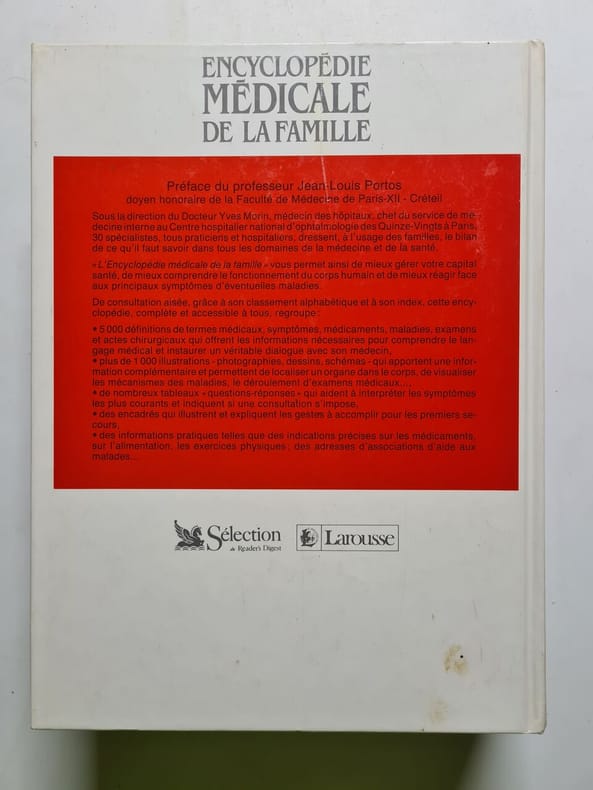 ENCYCLOPÉDIE
MÉDICALE
DE LA FAMILLE
Préface du professeur Jean-Louis Portos
doyen honoraire de la Faculté de Médecine de Paris-XII - Créteil
Sous la direction du Docteur Yves Morin, médecin des hôpitaux, chef du service de mé-
decine interne au Centre hospitalier national d'ophtalmologie des Quinze-Vingts à Paris,
30 spécialistes, tous praticiens et hospitaliers, dressent, à l'usage des familles, le bilan
de ce qu'il faut savoir dans tous les domaines de la médecine et de la santé.
« L'Encyclopédie médicale de la famille » vous permet ainsi de mieux gérer votre capital
santé, de mieux comprendre le fonctionnement du corps humain et de mieux réagir face
aux principaux symptômes d'éventuelles maladies.
De consultation aisée, grâce à son classement alphabétique et à son index, cette ency-
clopédie, complète et accessible à tous, regroupe :
• 5 000 définitions de termes médicaux, symptômes, médicaments, maladies, examens
et actes chirurgicaux qui offrent les informations nécessaires pour comprendre le lan-
gage médical et instaurer un véritable dialogue avec son médecin,
• plus de 1 000 illustrations - photographies, dessins, schémas - qui apportent une infor-
mation complémentaire et permettent de localiser un organe dans le corps, de visualiser
les mécanismes des maladies, le déroulement d'examens médicaux...,
• de nombreux tableaux « questions-réponses » qui aident à interpréter les symptômes
les plus courants et indiquent si une consultation s'impose,
• des encadrés qui illustrent et expliquent les gestes à accomplir pour les premiers se-
cours,
• des informations pratiques telles que des indications précises sur les médicaments,
sur l'alimentation, les exercices physiques ; des adresses d'associations d'aide aux
malades...
Sélection
du Reader's Digest
Larousse